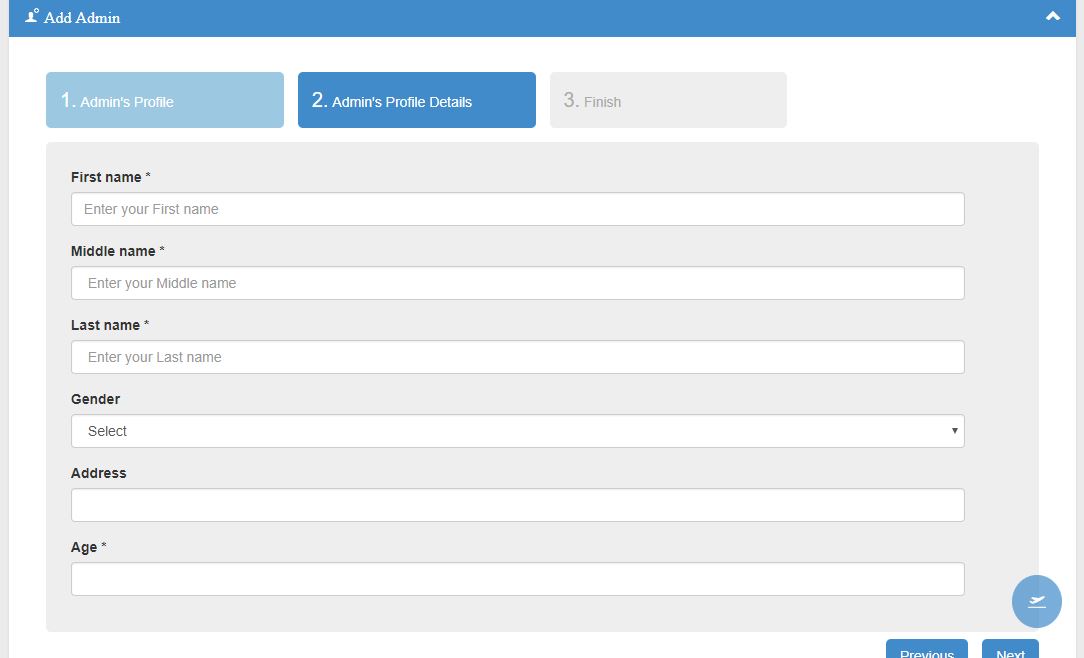 Add Admin
1. Admin's Profile
2. Admin's Profile Details
3. Finish
First name *
Enter your First name
Middle name *
Enter your Middle name
Last name *
Enter your Last name
Gender
Select
Address
Age *
Previous
Next